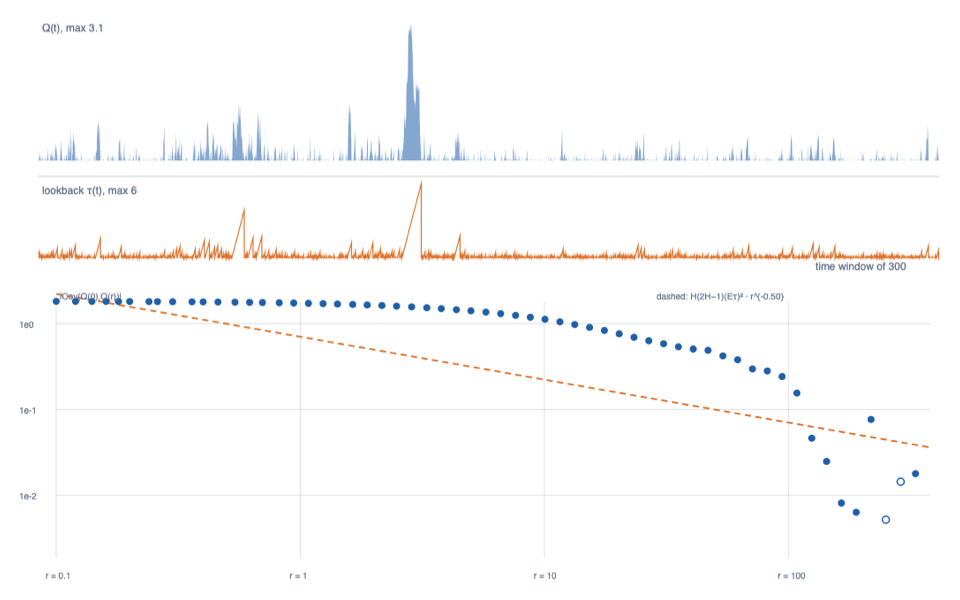 Q(t), max 3.1
lookback τ(t), max 6
time window of 300
dashed: H(2H−1)(Eτ)² · r^(-0.50)
1e0
1e-1
1e-2
r = 0.1
r = 1
r = 10
r = 100